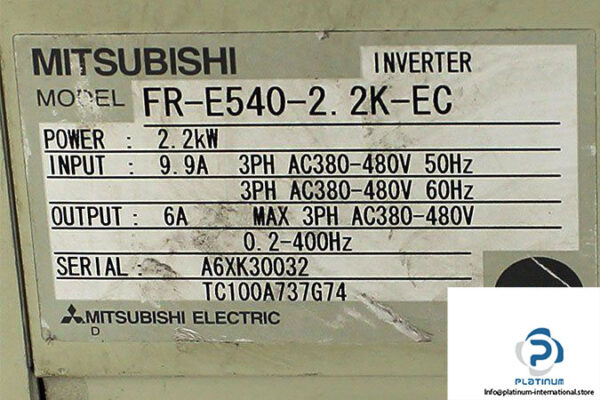 MITSUBISHI INVERTER
MODEL FR-E540-2.2K-EC
POWER : 2.2kW
INPUT : 9.9A 3PH AC380-480V 50Hz
3PH AC380-480V 60Hz
OUTPUT : 6A MAX 3PH AC380-480V
0.2-400Hz
SERIAL : A6XK30032
TC100A737G74
MITSUBISHI ELECTRIC
D
PLATINUM
Info@platinum-international.store